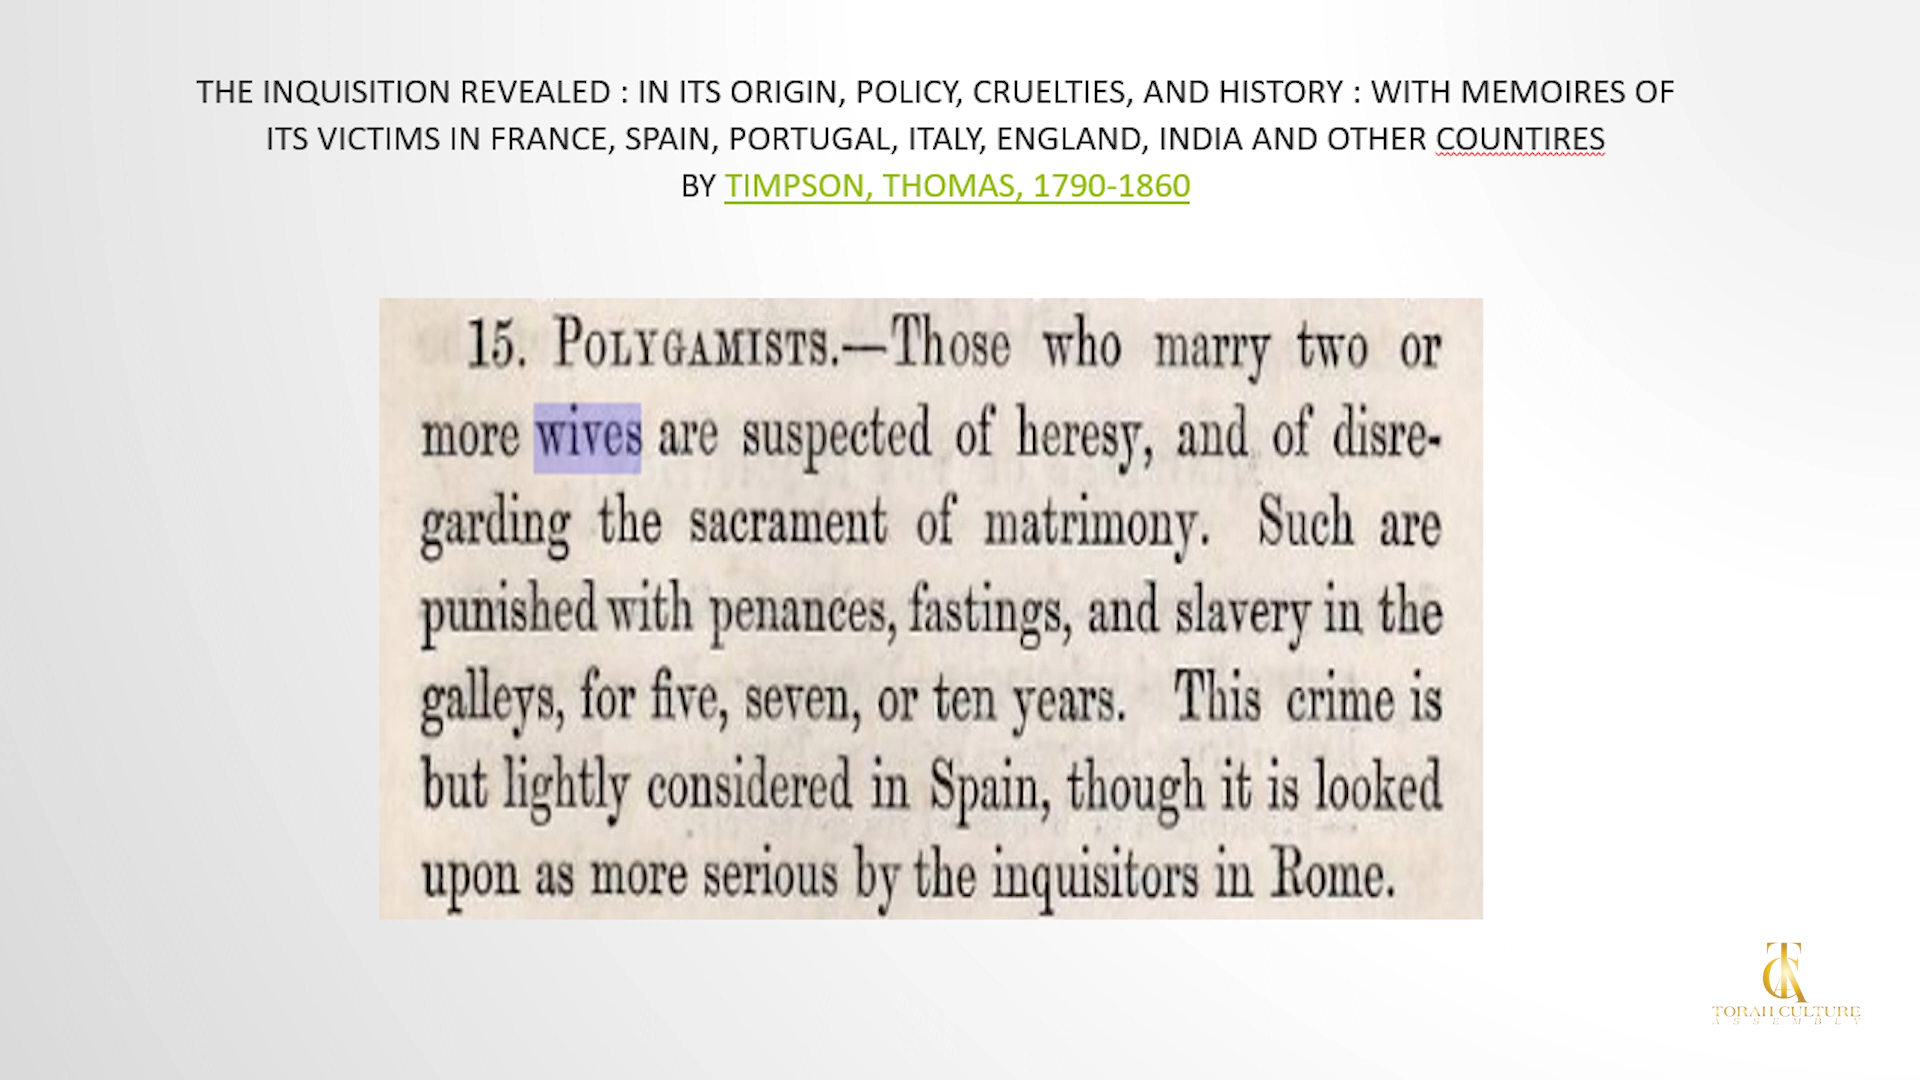 THE INQUISITION REVEALED : IN ITS ORIGIN, POLICY, CRUELTIES, AND HISTORY : WITH MEMOIRES OF
ITS VICTIMS IN FRANCE, SPAIN, PORTUGAL, ITALY, ENGLAND, INDIA AND OTHER COUNTIRES
BY TIMPSON, THOMAS, 1790-1860
15. POLYGAMISTS.—Those who marry two or
more wives are suspected of heresy, and of disre-
garding the sacrament of matrimony. Such are
punished with penances, fastings, and slavery in the
galleys, for five, seven, or ten years. This crime is
but lightly considered in Spain, though it is looked
upon as more serious by the inquisitors in Rome.
TCA
TORAH CULTURE
ASSEMBLY